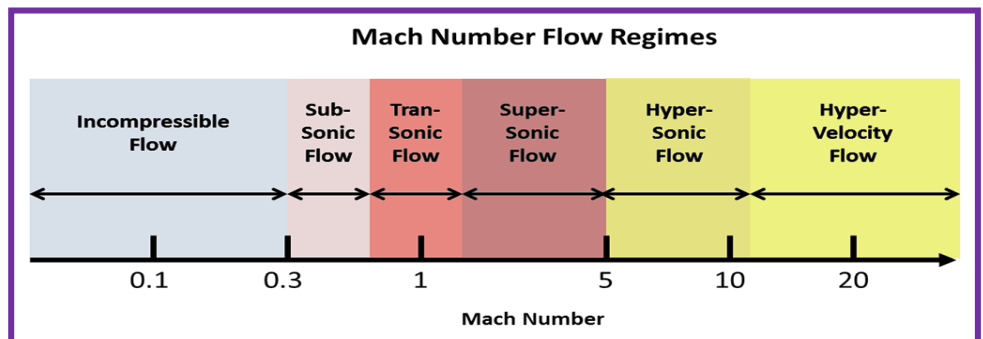 Mach Number Flow Regimes
Incompressible
Flow
Sub-
Sonic
Flow
Tran-
Sonic
Flow
Super-
Sonic
Flow
Hyper-
Sonic
Flow
Hyper-
Velocity
Flow
0.1
0.3
1
5
10
20
Mach Number